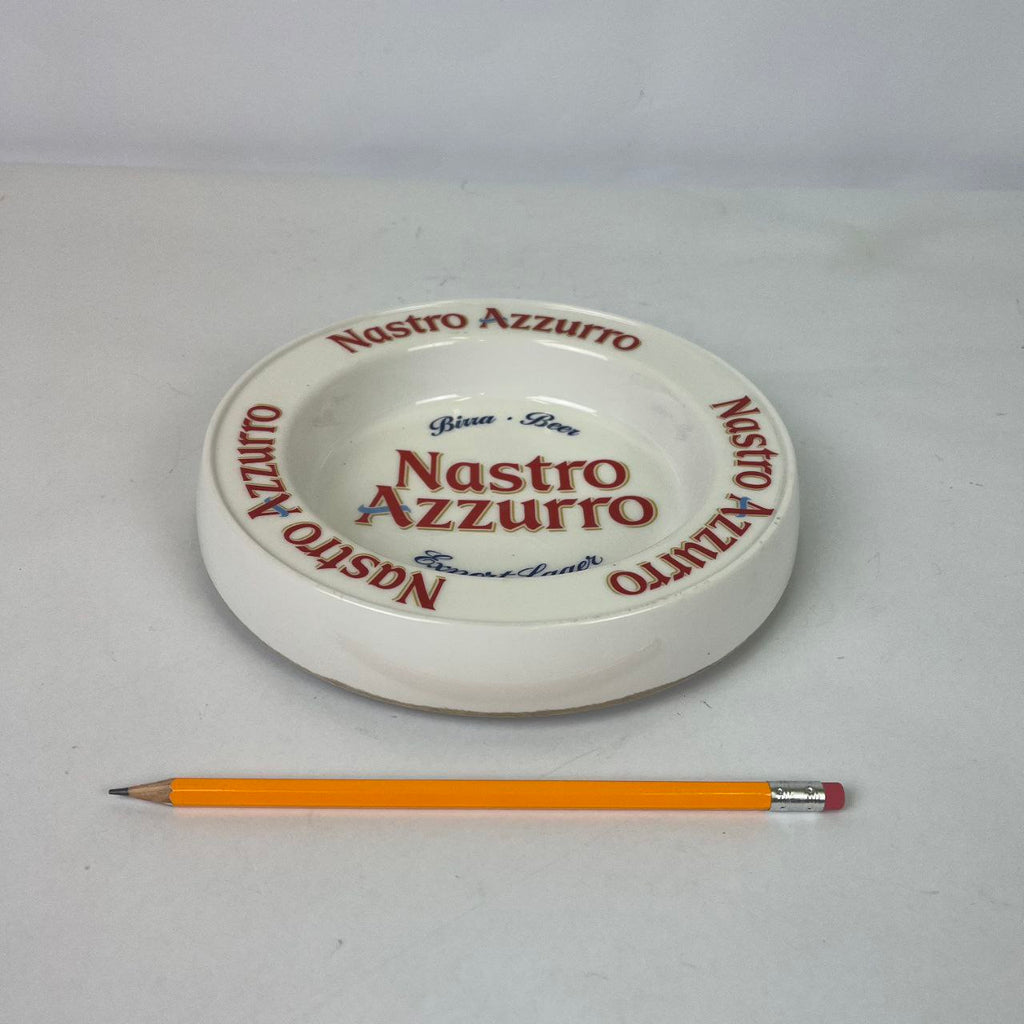 Nastro Azzurro
Birra · Beer
Nastro
Azzurro
Export Lager
Nastro Azzurro
Nastro Azzurro